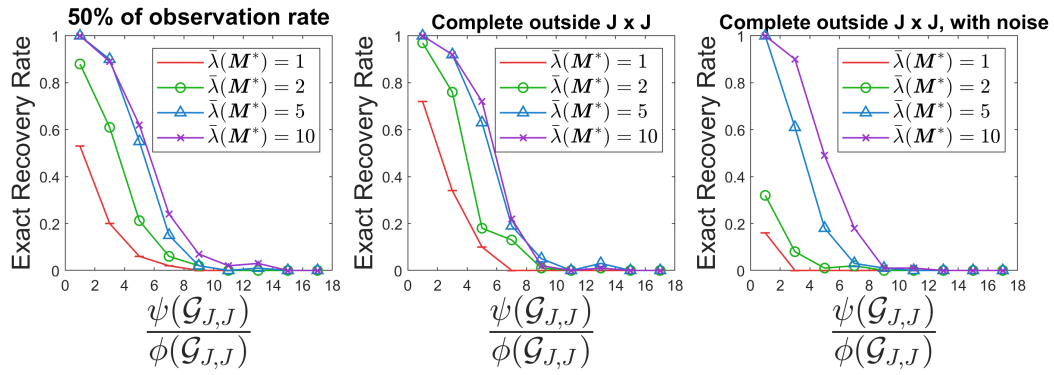 50% of observation rate
Exact Recovery Rate
1
0.8
0.6
0.4
0.2
0
0 2 4 6 8 10 12 14 16 18
λ̄(M*) = 1
λ̄(M*) = 2
λ̄(M*) = 5
λ̄(M*) = 10
ψ(𝒢_{J,J})
ϕ(𝒢_{J,J})
Complete outside J x J
Exact Recovery Rate
1
0.8
0.6
0.4
0.2
0
0 2 4 6 8 10 12 14 16 18
λ̄(M*) = 1
λ̄(M*) = 2
λ̄(M*) = 5
λ̄(M*) = 10
ψ(𝒢_{J,J})
ϕ(𝒢_{J,J})
Complete outside J x J, with noise
Exact Recovery Rate
1
0.8
0.6
0.4
0.2
0
0 2 4 6 8 10 12 14 16 18
λ̄(M*) = 1
λ̄(M*) = 2
λ̄(M*) = 5
λ̄(M*) = 10
ψ(𝒢_{J,J})
ϕ(𝒢_{J,J})